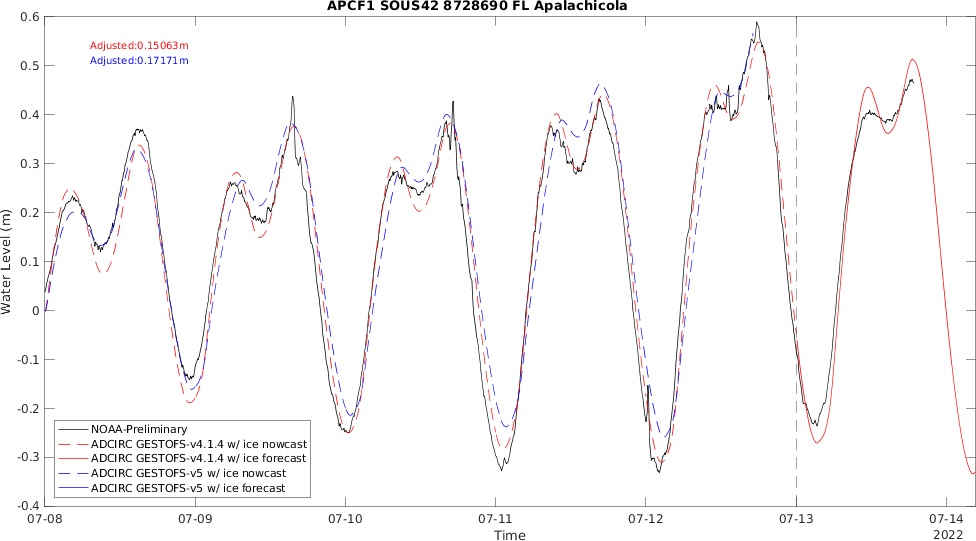 APCF1 SOUS42 8728690 FL Apalachicola
Adjusted:0.15063m
Adjusted:0.17171m
0.6
0.5
0.4
0.3
0.2
0.1
0
-0.1
-0.2
-0.3
-0.4
Water Level (m)
NOAA-Preliminary
ADCIRC GESTOFS-v4.1.4 w/ ice nowcast
ADCIRC GESTOFS-v4.1.4 w/ ice forecast
ADCIRC GESTOFS-v5 w/ ice nowcast
ADCIRC GESTOFS-v5 w/ ice forecast
07-08 07-09 07-10 07-11 07-12 07-13 07-14
Time
2022